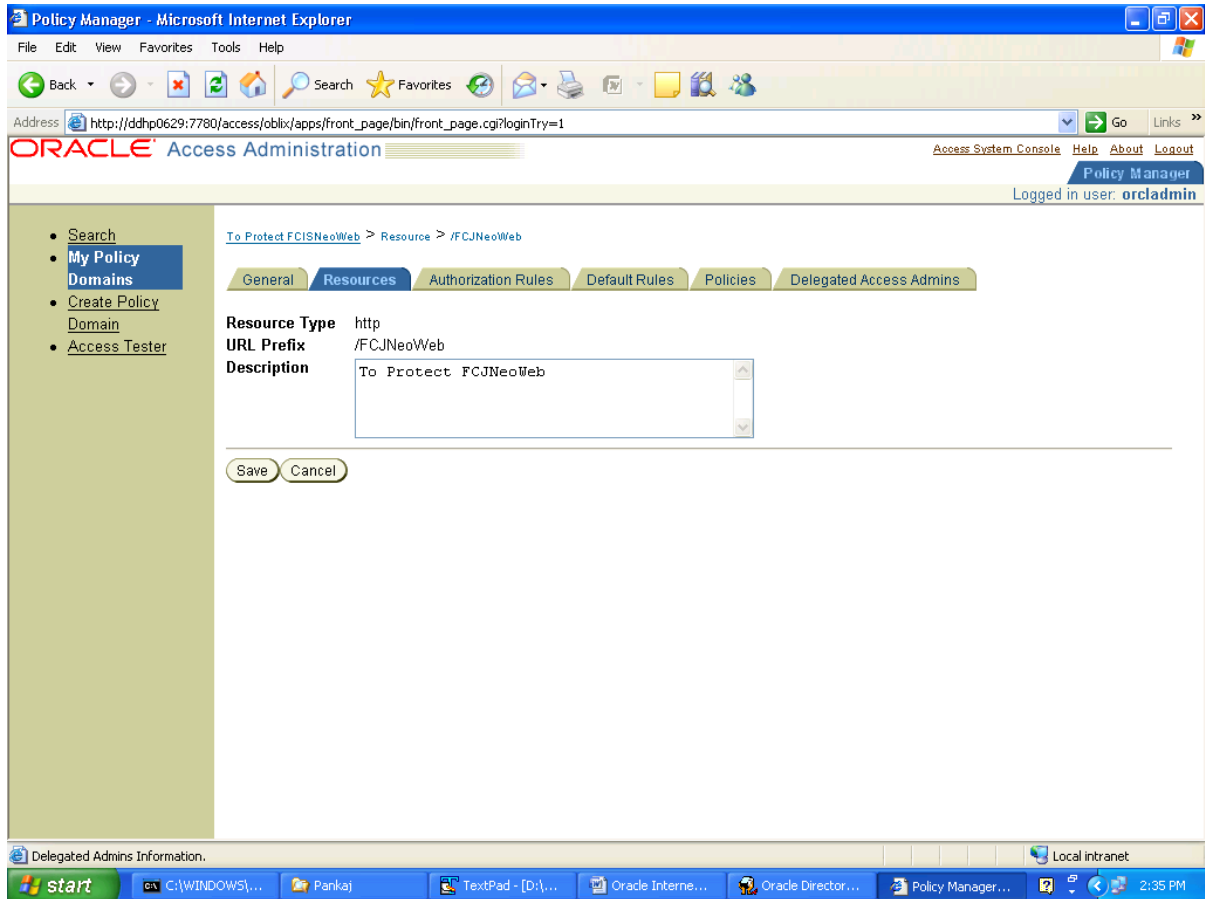 Policy Manager - Microsoft Internet Explorer
File Edit View Favorites Tools Help
Back Search Favorites
Address http://ddhp0629:7780/access/oblix/apps/front_page/bin/front_page.cgi?loginTry=1 Go Links »
ORACLE Access Administration
Access System Console Help About Logout
Policy Manager
Logged in user: orcladmin
Search
My Policy
Domains
Create Policy
Domain
Access Tester
To Protect FCISNeoWeb > Resource > /FCJNeoWeb
General Resources Authorization Rules Default Rules Policies Delegated Access Admins
Resource Type http
URL Prefix /FCJNeoWeb
Description To Protect FCJNeoWeb
Save Cancel
Delegated Admins Information. Local intranet
start C:\WINDOWS\... Pankaj TextPad - [D:\... Oracle Interne... Oracle Director... Policy Manager... 2:35 PM